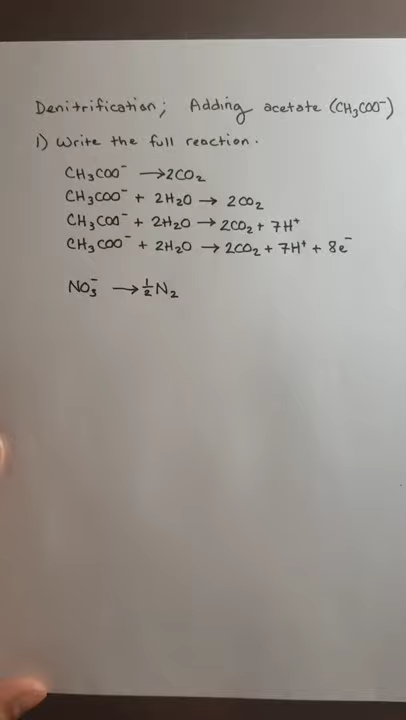 Denitrification; Adding acetate (CH₃COO⁻)
1) Write the full reaction.
CH₃COO⁻ → 2CO₂
CH₃COO⁻ + 2H₂O → 2CO₂
CH₃COO⁻ + 2H₂O → 2CO₂ + 7H⁺
CH₃COO⁻ + 2H₂O → 2CO₂ + 7H⁺ + 8e⁻
NO₃⁻ → ½N₂